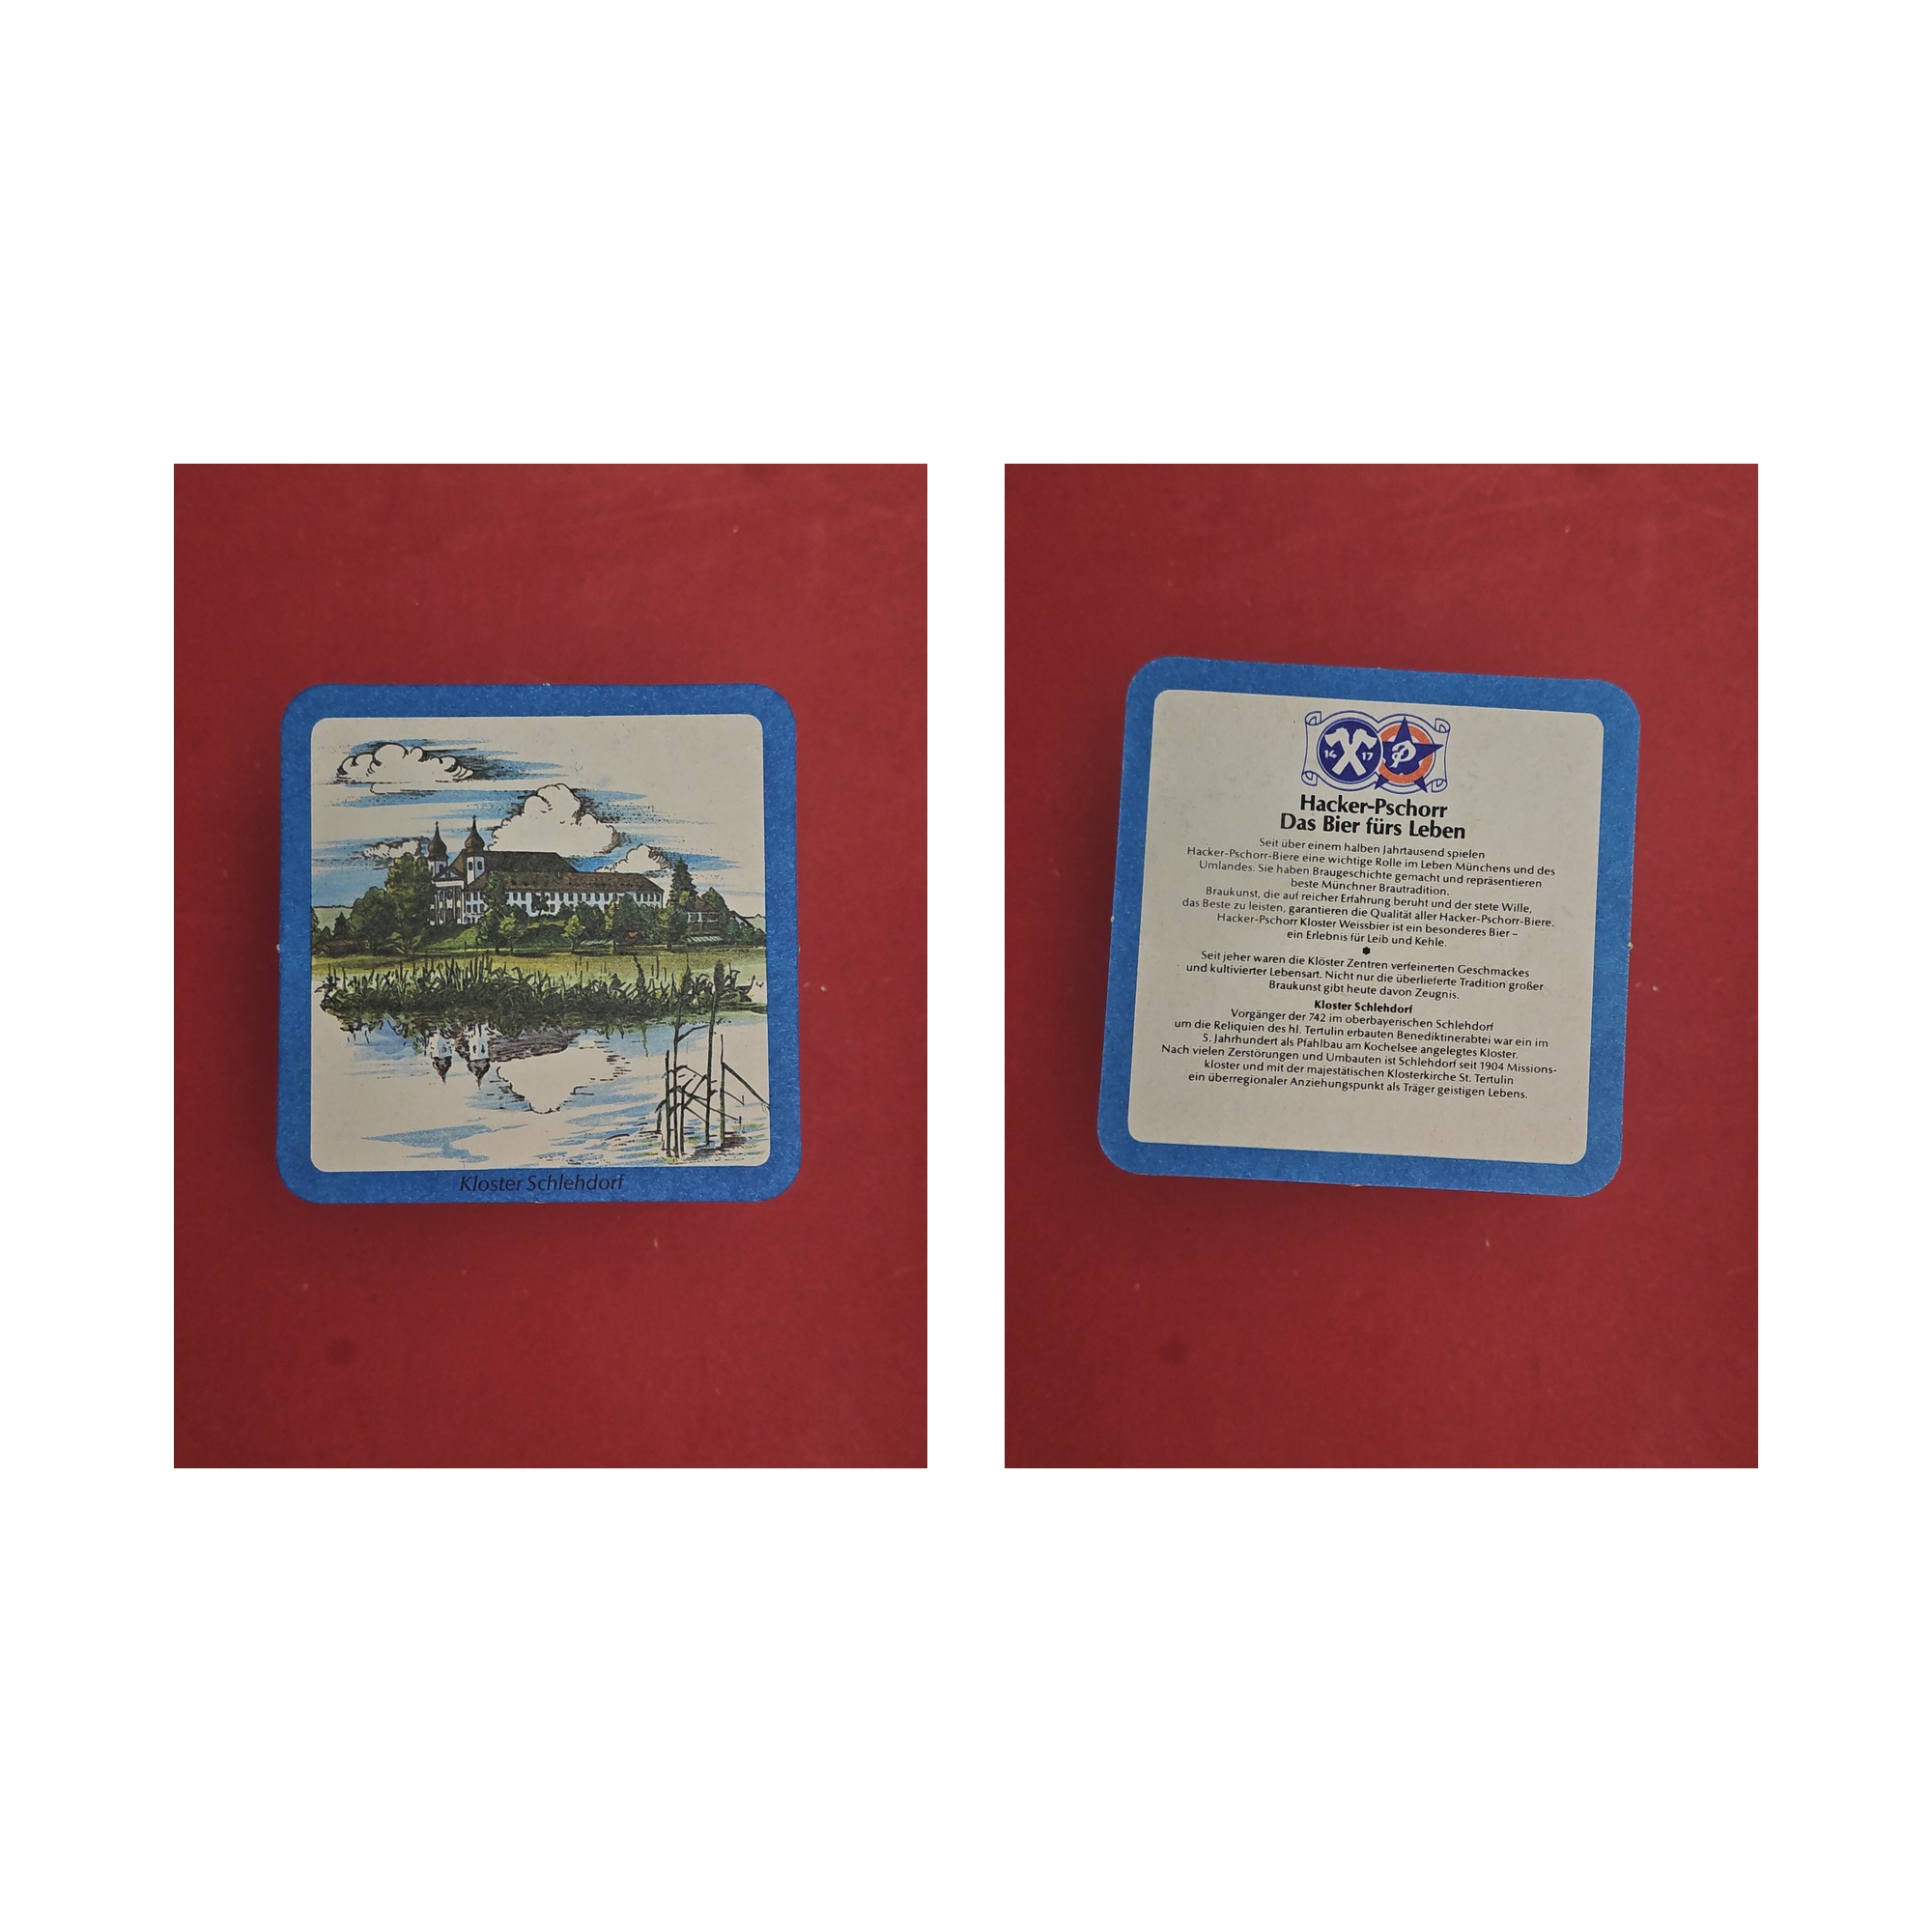 Kloster Schlehdorf
14 17 P
Hacker-Pschorr
Das Bier fürs Leben
Seit über einem halben Jahrtausend spielen
Hacker-Pschorr-Biere eine wichtige Rolle im Leben Münchens und des
Umlandes. Sie haben Braugeschichte gemacht und repräsentieren
beste Münchner Brautradition.
Braukunst, die auf reicher Erfahrung beruht und der stete Wille,
das Beste zu leisten, garantieren die Qualität aller Hacker-Pschorr-Biere.
Hacker-Pschorr Kloster Weissbier ist ein besonderes Bier –
ein Erlebnis für Leib und Kehle.
Seit jeher waren die Klöster Zentren verfeinerten Geschmackes
und kultivierter Lebensart. Nicht nur die überlieferte Tradition großer
Braukunst gibt heute davon Zeugnis.
Kloster Schlehdorf
Vorgänger der 742 im oberbayerischen Schlehdorf
um die Reliquien des hl. Tertulin erbauten Benediktinerabtei war ein im
5. Jahrhundert als Pfahlbau am Kochelsee angelegtes Kloster.
Nach vielen Zerstörungen und Umbauten ist Schlehdorf seit 1904 Missions-
kloster und mit der majestätischen Klosterkirche St. Tertulin
ein überregionaler Anziehungspunkt als Träger geistigen Lebens.